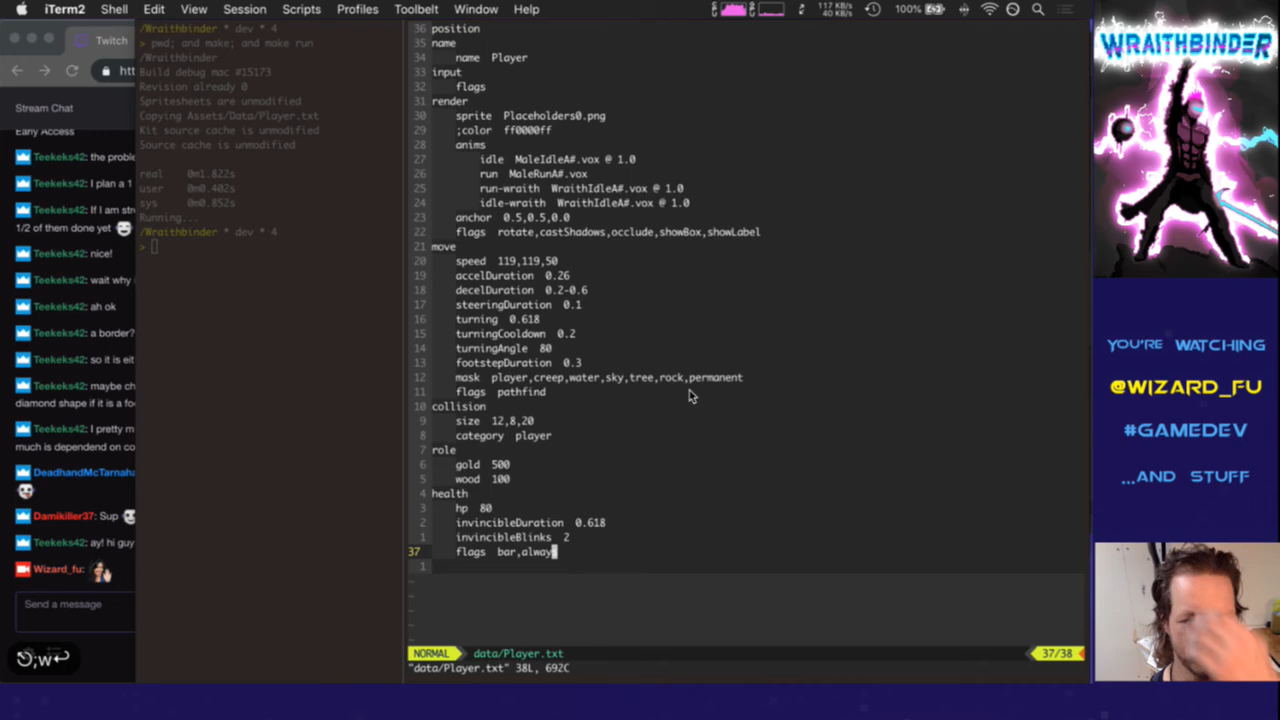 iTerm2 Shell Edit View Session Scripts Profiles Toolbelt Window Help
117 KB
40 KB
100%
Twitch
htt
Stream Chat
Early Access
Teekeks42: the proble
Teekeks42: I plan a 1
Teekeks42: If I am str
1/2 of them done yet
Teekeks42: nice!
Teekeks42: wait why i
Teekeks42: ah ok
Teekeks42: a border?
Teekeks42: so it is eit
Teekeks42: maybe ch
diamond shape if it is a fo
Teekeks42: I pretty m
much is dependend on co
DeadhandMcTarnaha
Damikiller37: Sup
Teekeks42: ay! hi guy
Wizard_fu:
Send a message
;w
/Wraithbinder * dev * 4
> pwd; and make; and make run
/Wraithbinder
Build debug mac #15173
Revision already 0
Spritesheets are unmodified
Copying Assets/Data/Player.txt
Kit source cache is unmodified
Source cache is unmodified
real 0m1.822s
user 0m0.402s
sys 0m0.852s
Running...
/Wraithbinder * dev * 4
>
36 position
35 name
34 name Player
33 input
32 flags
31 render
30 sprite Placeholders0.png
29 ;color ff0000ff
28 anims
27 idle MaleIdleA#.vox @ 1.0
26 run MaleRunA#.vox
25 run-wraith WraithIdleA#.vox @ 1.0
24 idle-wraith WraithIdleA#.vox @ 1.0
23 anchor 0.5,0.5,0.0
22 flags rotate,castShadows,occlude,showBox,showLabel
21 move
20 speed 119,119,50
19 accelDuration 0.26
18 decelDuration 0.2-0.6
17 steeringDuration 0.1
16 turning 0.618
15 turningCooldown 0.2
14 turningAngle 80
13 footstepDuration 0.3
12 mask player,creep,water,sky,tree,rock,permanent
11 flags pathfind
10 collision
9 size 12,8,20
8 category player
7 role
6 gold 500
5 wood 100
4 health
3 hp 80
2 invincibleDuration 0.618
1 invincibleBlinks 2
37 flags bar,always
1
NORMAL data/Player.txt 37/38
"data/Player.txt" 38L, 692C
WRAITHBINDER
YOU'RE WATCHING
@WIZARD_FU
#GAMEDEV
...AND STUFF